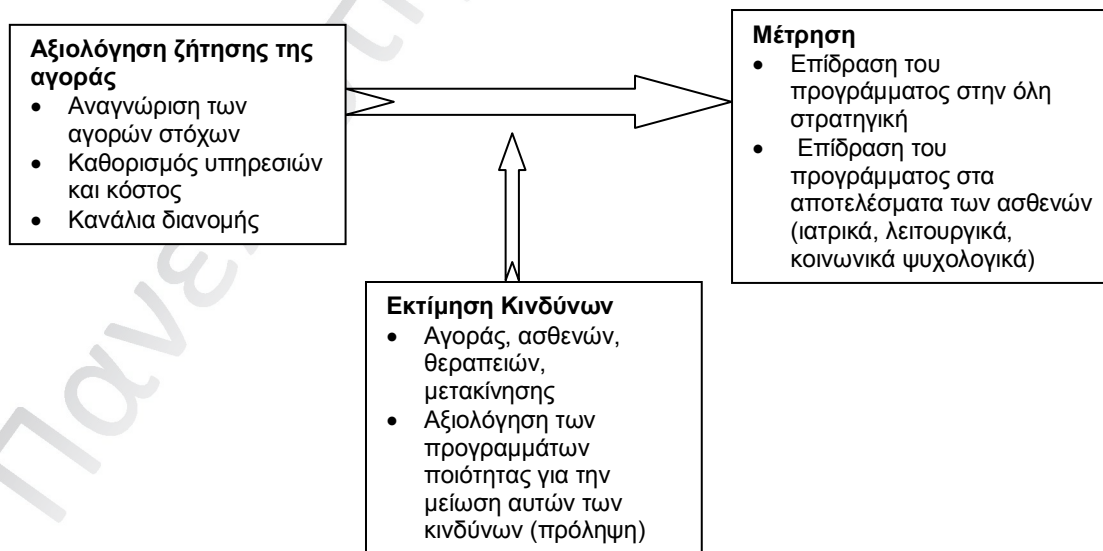 Αξιολόγηση ζήτησης της
αγοράς
• Αναγνώριση των
αγορών στόχων
• Καθορισμός υπηρεσιών
και κόστος
• Κανάλια διανομής
Μέτρηση
• Επίδραση του
προγράμματος στην όλη
στρατηγική
• Επίδραση του
προγράμματος στα
αποτελέσματα των ασθενών
(ιατρικά, λειτουργικά,
κοινωνικά ψυχολογικά)
Εκτίμηση Κινδύνων
• Αγοράς, ασθενών,
θεραπειών,
μετακίνησης
• Αξιολόγηση των
προγραμμάτων
ποιότητας για την
μείωση αυτών των
κινδύνων (πρόληψη)